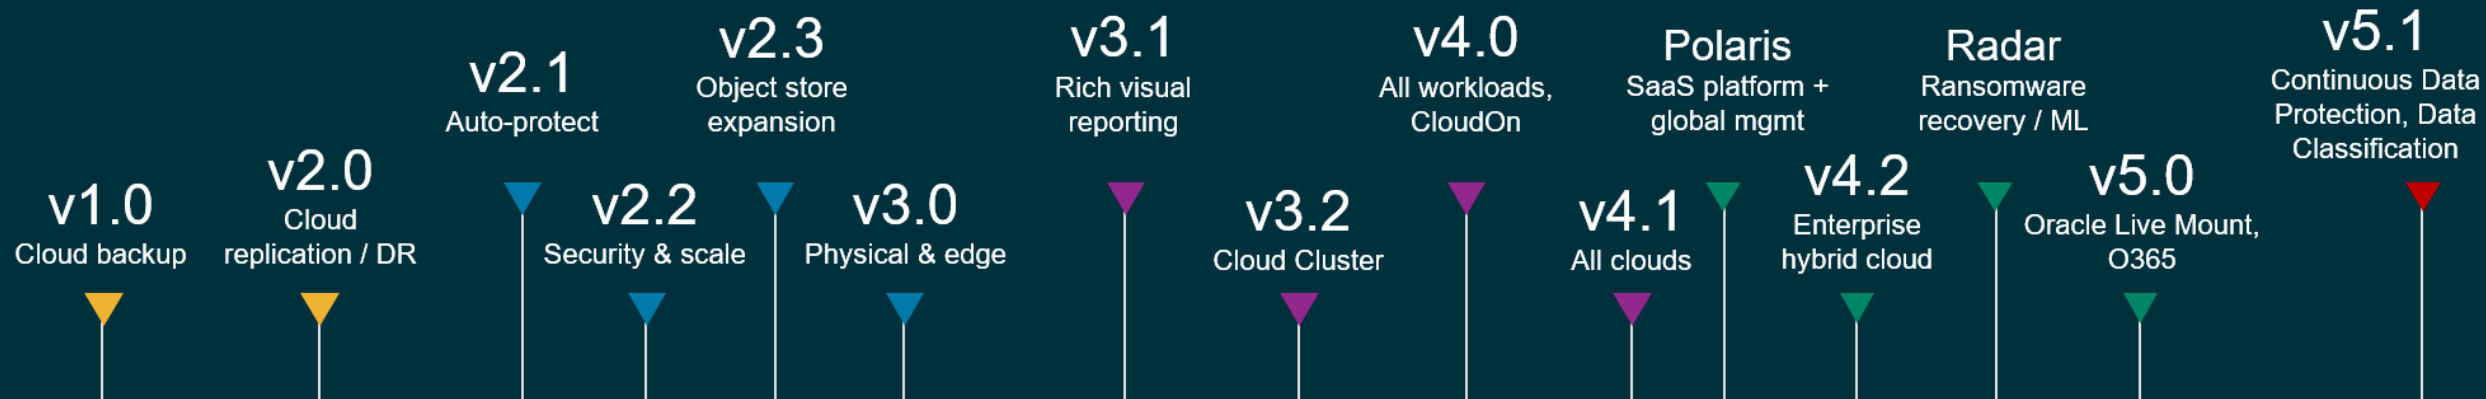 v1.0
Cloud backup
v2.0
Cloud
replication / DR
v2.1
Auto-protect
v2.2
Security & scale
v2.3
Object store
expansion
v3.0
Physical & edge
v3.1
Rich visual
reporting
v3.2
Cloud Cluster
v4.0
All workloads,
CloudOn
v4.1
All clouds
Polaris
SaaS platform +
global mgmt
v4.2
Enterprise
hybrid cloud
Radar
Ransomware
recovery / ML
v5.0
Oracle Live Mount,
O365
v5.1
Continuous Data
Protection, Data
Classification